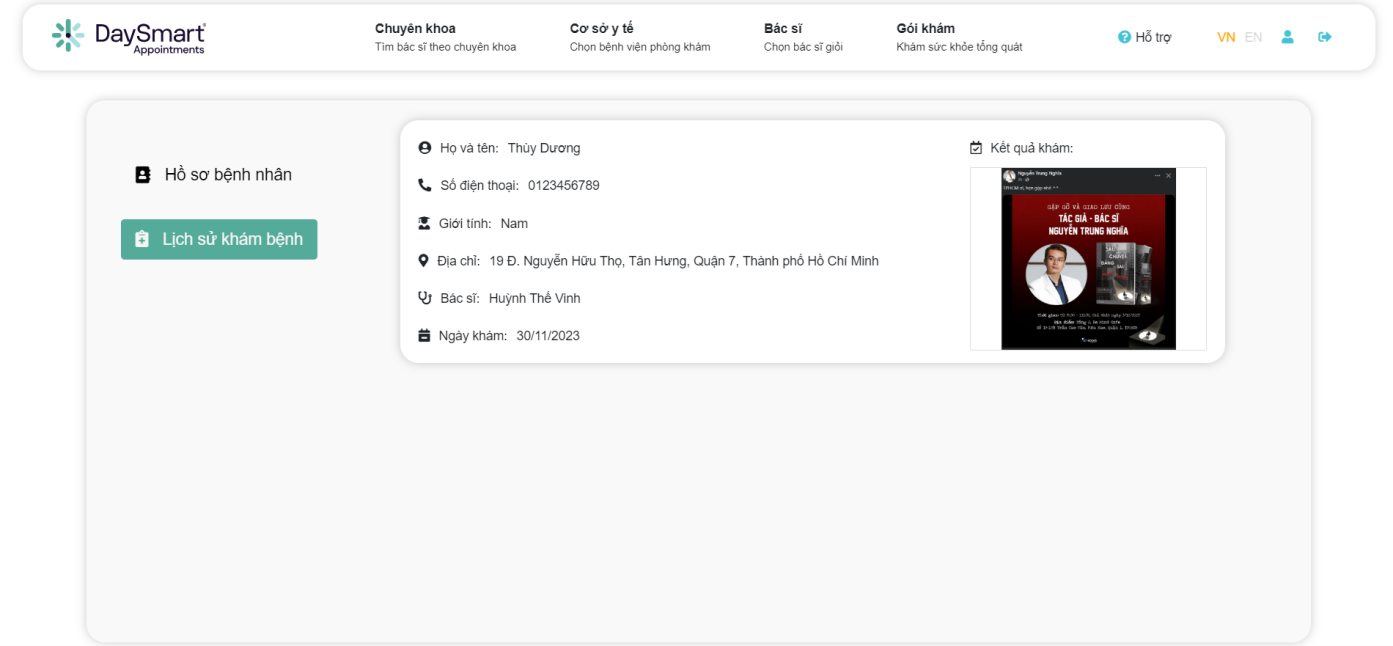 DaySmart
Appointments
Chuyên khoa
Tìm bác sĩ theo chuyên khoa
Cơ sở y tế
Chọn bệnh viện phòng khám
Bác sĩ
Chọn bác sĩ giỏi
Gói khám
Khám sức khỏe tổng quát
Hỗ trợ
VN EN
Hồ sơ bệnh nhân
Lịch sử khám bệnh
Họ và tên: Thùy Dương
Số điện thoại: 0123456789
Giới tính: Nam
Địa chỉ: 19 Đ. Nguyễn Hữu Thọ, Tân Hưng, Quận 7, Thành phố Hồ Chí Minh
Bác sĩ: Huỳnh Thế Vinh
Ngày khám: 30/11/2023
Kết quả khám:
Nguyễn Trung Nghĩa
GẶP GỠ VÀ GIAO LƯU CÙNG
TÁC GIẢ - BÁC SĨ
NGUYỄN TRUNG NGHĨA